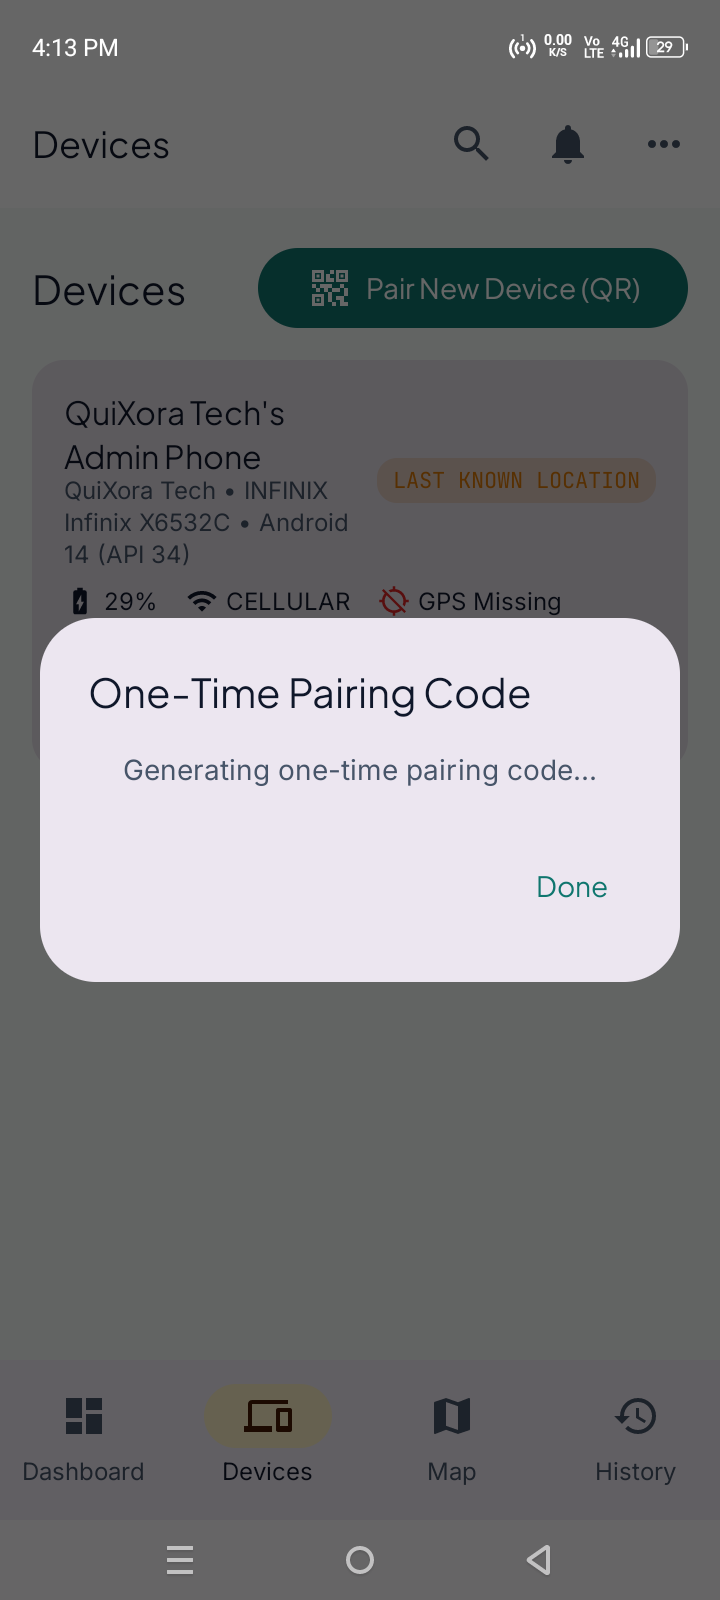 4:13 PM
1
0.00
K/S
Vo
LTE
4G
29
Devices
Devices
Pair New Device (QR)
QuiXora Tech's
Admin Phone
LAST KNOWN LOCATION
QuiXora Tech • INFINIX
Infinix X6532C • Android
14 (API 34)
29%
CELLULAR
GPS Missing
One-Time Pairing Code
Generating one-time pairing code...
Done
Dashboard
Devices
Map
History